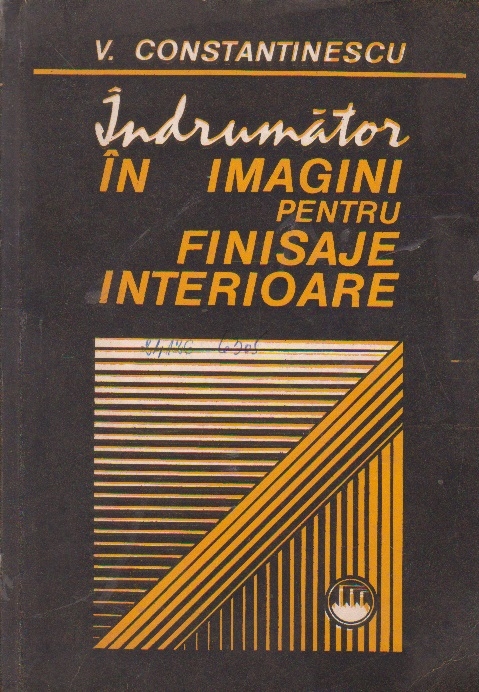 V. CONSTANTINESCU
Îndrumător
ÎN IMAGINI
PENTRU
FINISAJE
INTERIOARE